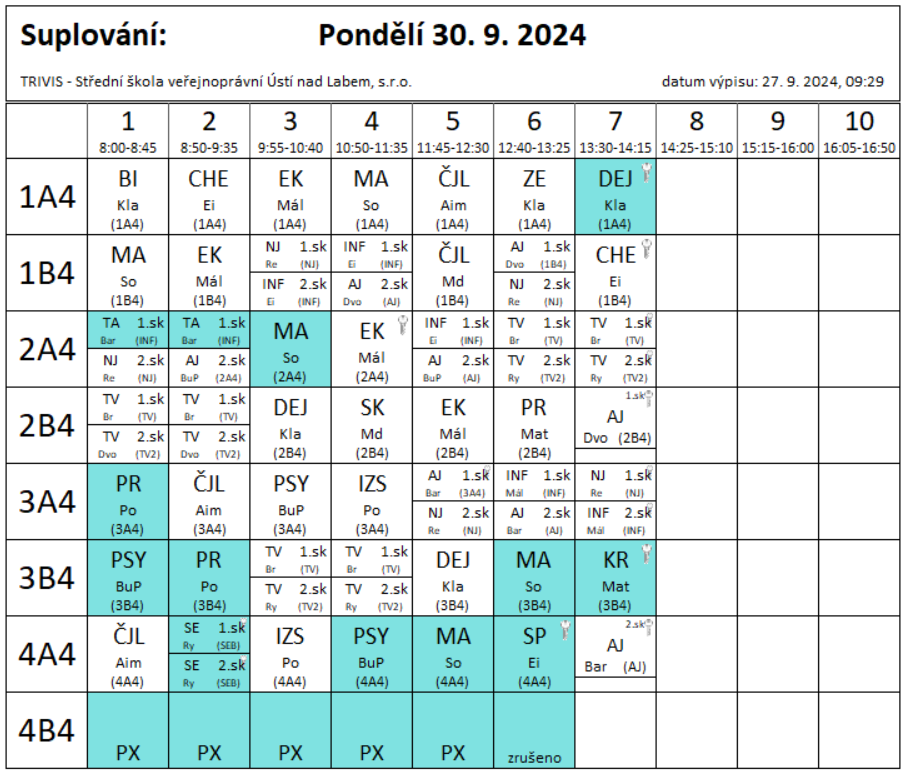 Suplování: Pondělí 30. 9. 2024
TRIVIS - Střední škola veřejnoprávní Ústí nad Labem, s.r.o. datum výpisu: 27. 9. 2024, 09:29
1 2 3 4 5 6 7 8 9 10
8:00-8:45 8:50-9:35 9:55-10:40 10:50-11:35 11:45-12:30 12:40-13:25 13:30-14:15 14:25-15:10 15:15-16:00 16:05-16:50
1A4
BI CHE EK MA ČJL ZE DEJ
Kla Ei Mál So Aim Kla Kla
(1A4) (1A4) (1A4) (1A4) (1A4) (1A4) (1A4)
1B4
MA EK NJ 1.sk INF 1.sk ČJL AJ 1.sk CHE
Re (NJ) Ei (INF) Dvo (1B4)
So Mál INF 2.sk AJ 2.sk Md NJ 2.sk Ei
(1B4) (1B4) Ei (INF) Dvo (AJ) (1B4) Re (NJ) (1B4)
2A4
TA 1.sk TA 1.sk MA EK INF 1.sk TV 1.sk TV 1.sk
Bar (INF) Bar (INF) Ei (INF) Br (TV) Br (TV)
NJ 2.sk AJ 2.sk So Mál AJ 2.sk TV 2.sk TV 2.sk
Re (NJ) BuP (2A4) (2A4) (2A4) BuP (AJ) Ry (TV2) Ry (TV2)
2B4
TV 1.sk TV 1.sk DEJ SK EK PR 1.sk
Br (TV) Br (TV) AJ
TV 2.sk TV 2.sk Kla Md Mál Mat Dvo (2B4)
Dvo (TV2) Dvo (TV2) (2B4) (2B4) (2B4) (2B4)
3A4
PR ČJL PSY IZS AJ 1.sk INF 1.sk NJ 1.sk
Bar (3A4) Mál (INF) Re (NJ)
Po Aim BuP Po NJ 2.sk AJ 2.sk INF 2.sk
(3A4) (3A4) (3A4) (3A4) Re (NJ) Bar (AJ) Mál (INF)
3B4
PSY PR TV 1.sk TV 1.sk DEJ MA KR
Br (TV) Br (TV)
BuP Po TV 2.sk TV 2.sk Kla So Mat
(3B4) (3B4) Ry (TV2) Ry (TV2) (3B4) (3B4) (3B4)
4A4
ČJL SE 1.sk IZS PSY MA SP 2.sk
Ry (SEB) AJ
Aim SE 2.sk Po BuP So Ei Bar (AJ)
(4A4) Ry (SEB) (4A4) (4A4) (4A4) (4A4)
4B4
PX PX PX PX PX zrušeno